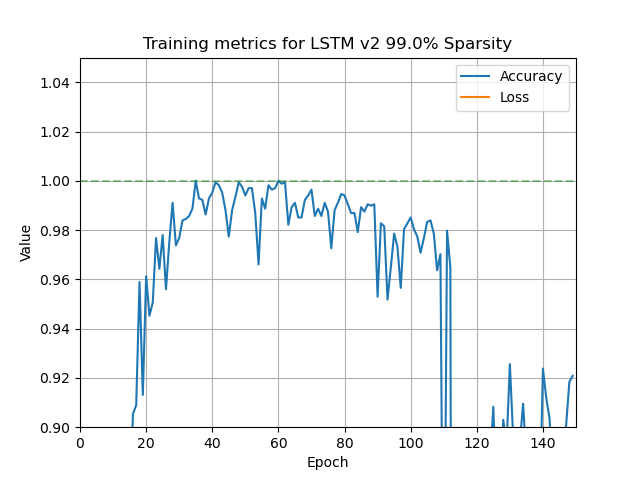 Training metrics for LSTM v2 99.0% Sparsity
Accuracy
Loss
1.04
1.02
1.00
0.98
0.96
0.94
0.92
0.90
Value
0 20 40 60 80 100 120 140
Epoch